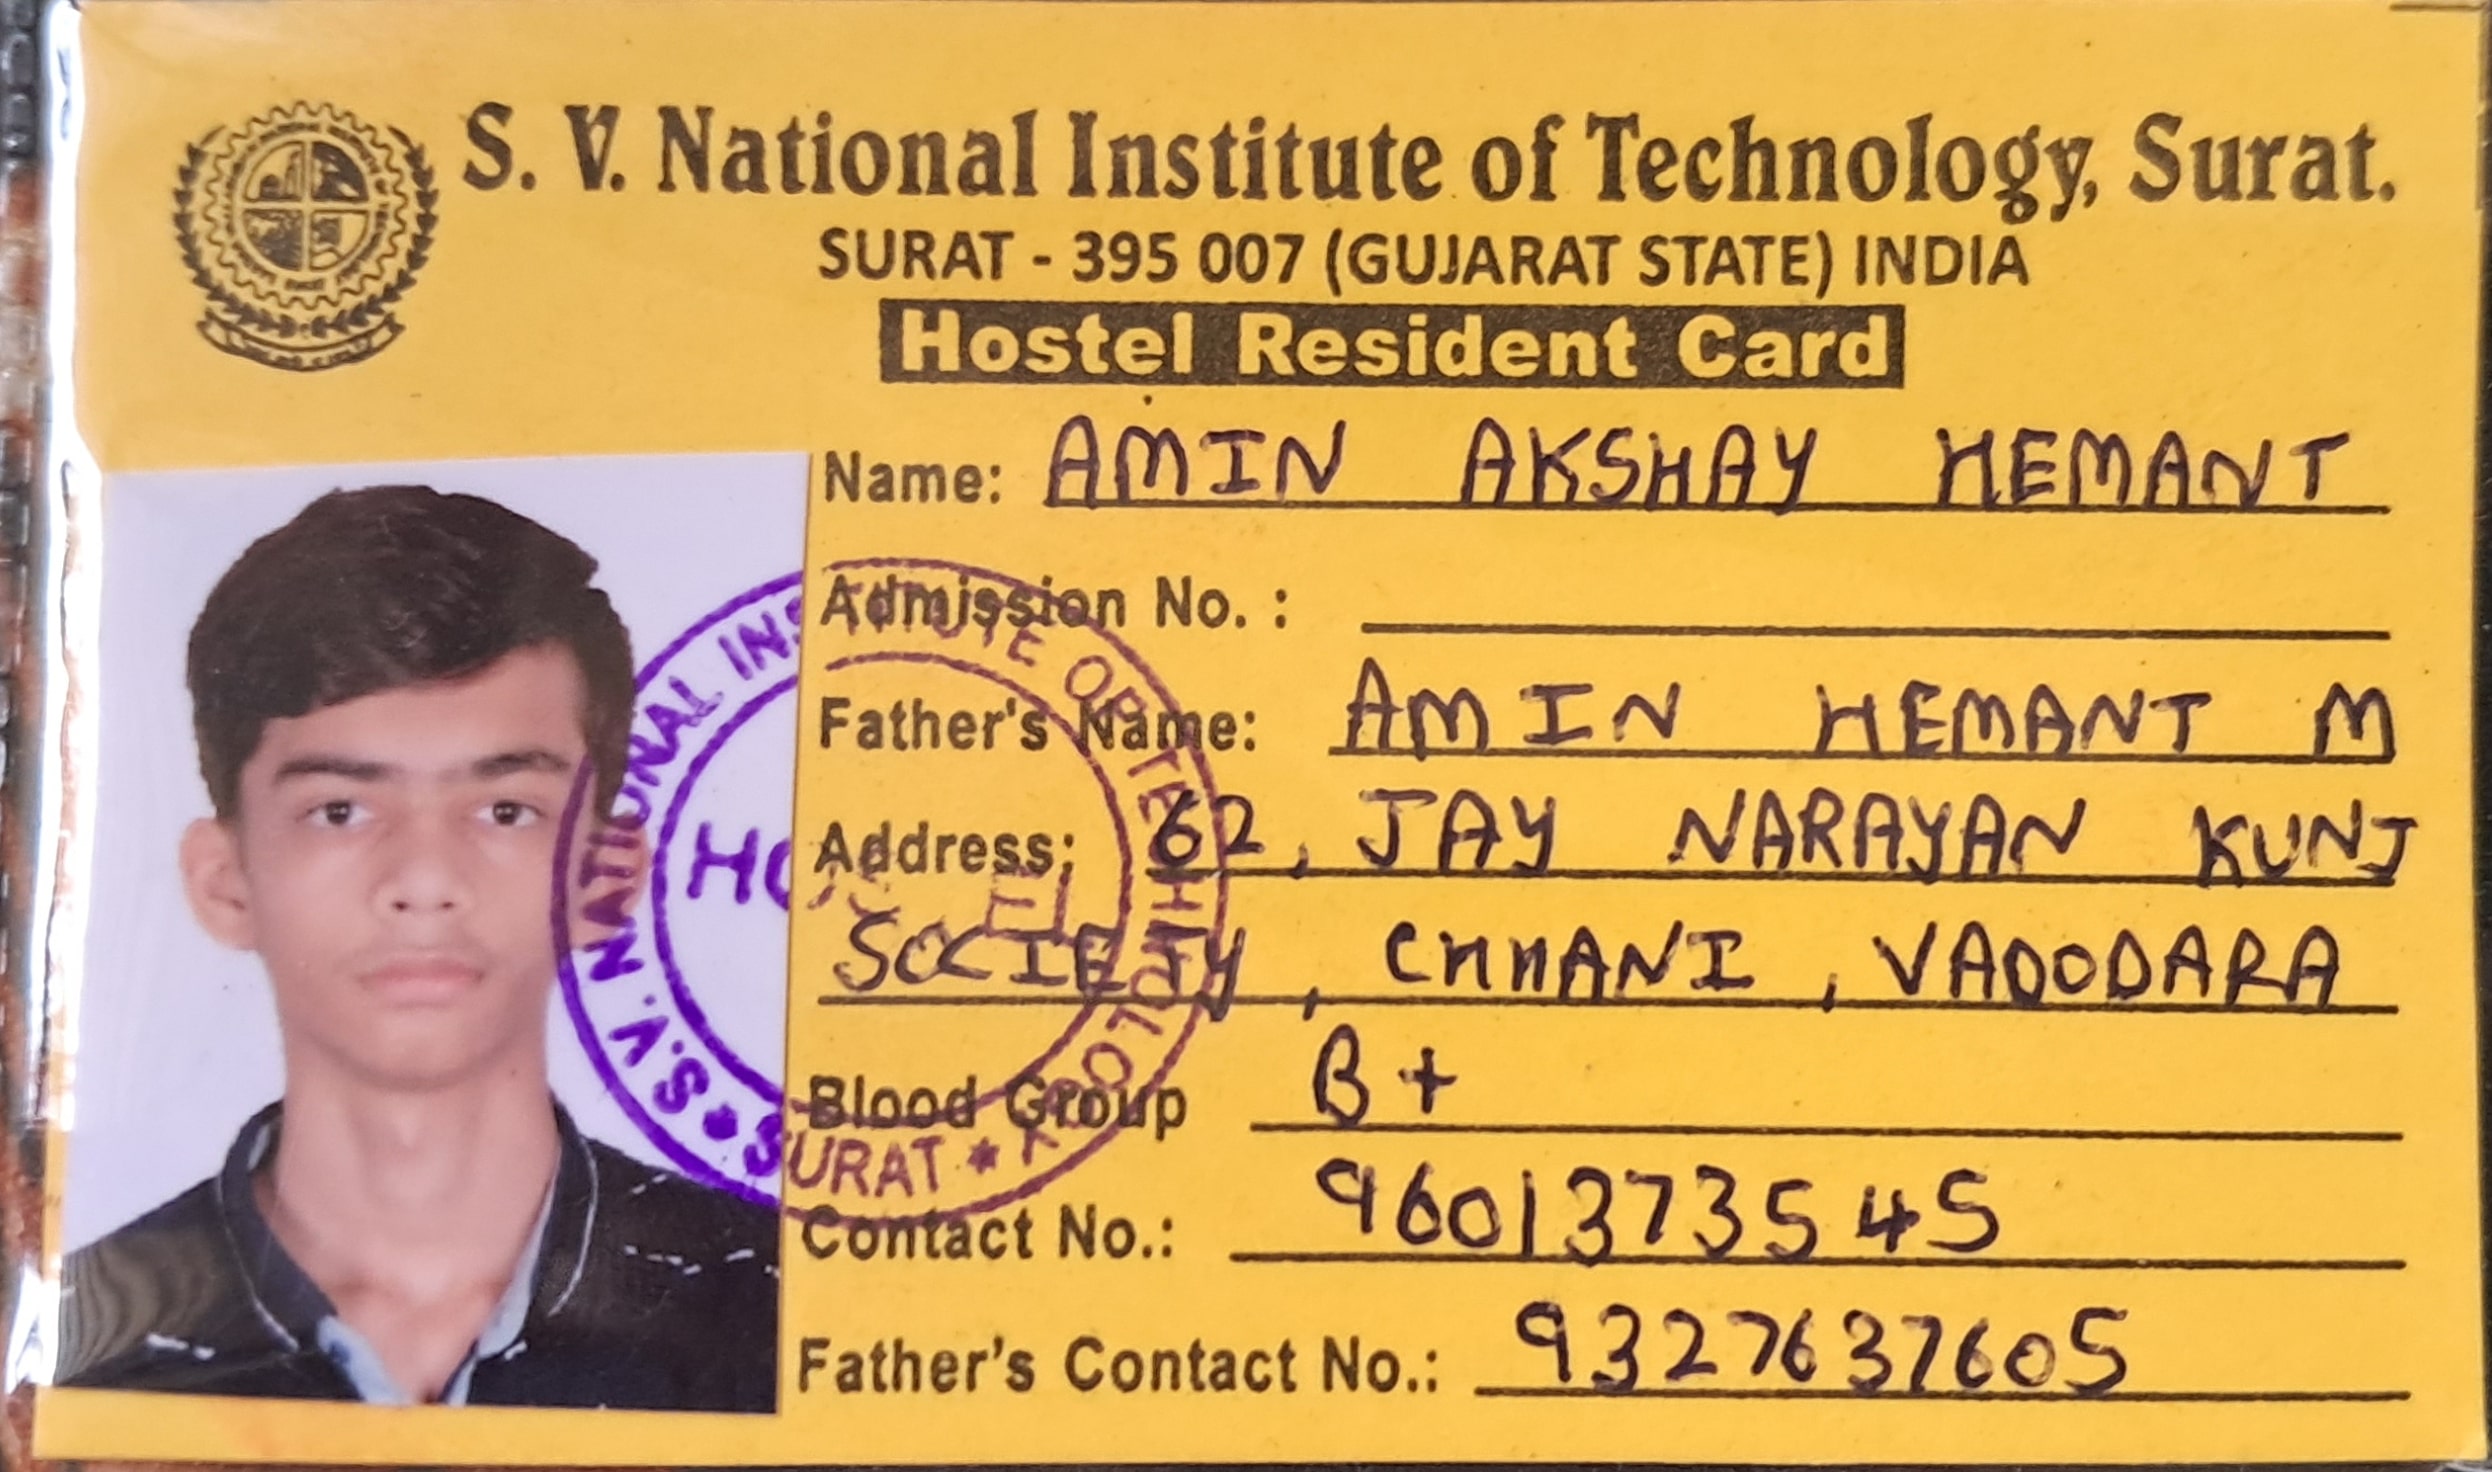 S. V. National Institute of Technology, Surat.
SURAT - 395 007 (GUJARAT STATE) INDIA
Hostel Resident Card
Name: AMIN AKSHAY HEMANT
Admission No. :
Father's Name: AMIN HEMANT M
Address: 62, JAY NARAYAN KUNJ
SOCIETY, CHHANI, VADODARA
Blood Group B+
Contact No.: 9601373545
Father's Contact No.: 9327637605
S.V. NATIONAL INSTITUTE OF TECHNOLOGY
SURAT